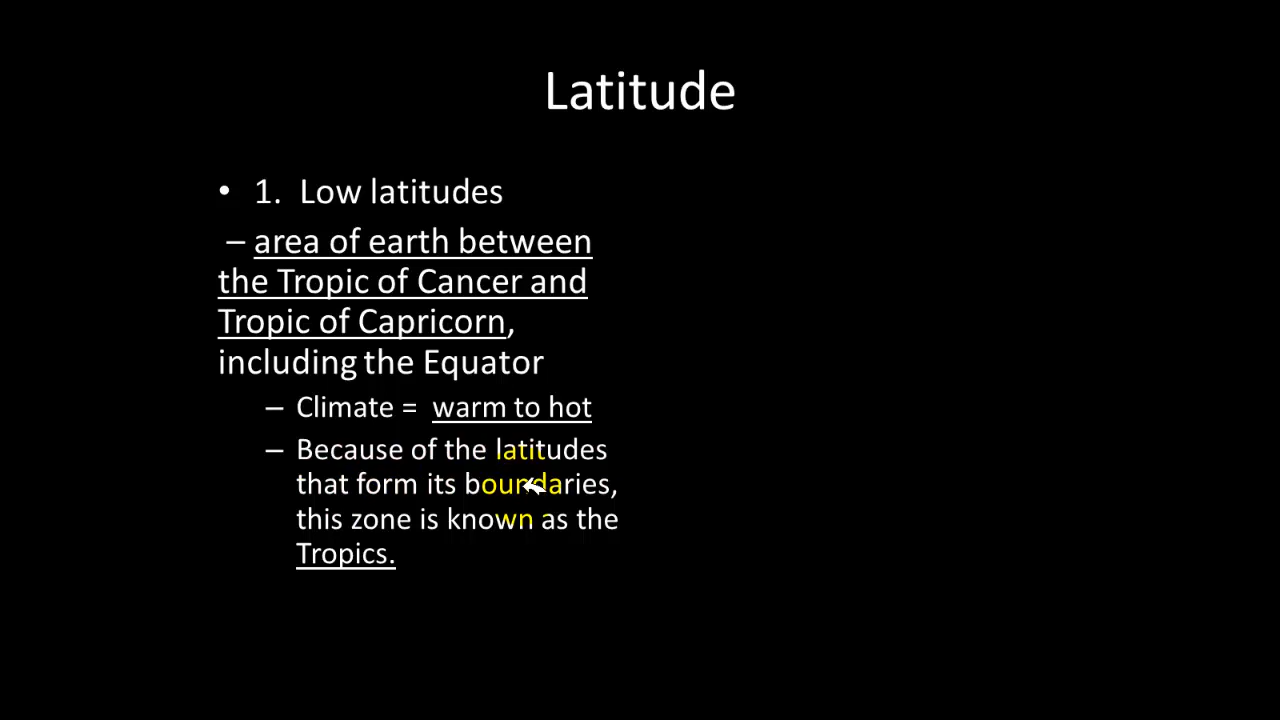 Latitude
• 1. Low latitudes
– area of earth between
the Tropic of Cancer and
Tropic of Capricorn,
including the Equator
– Climate = warm to hot
– Because of the latitudes
that form its boundaries,
this zone is known as the
Tropics.